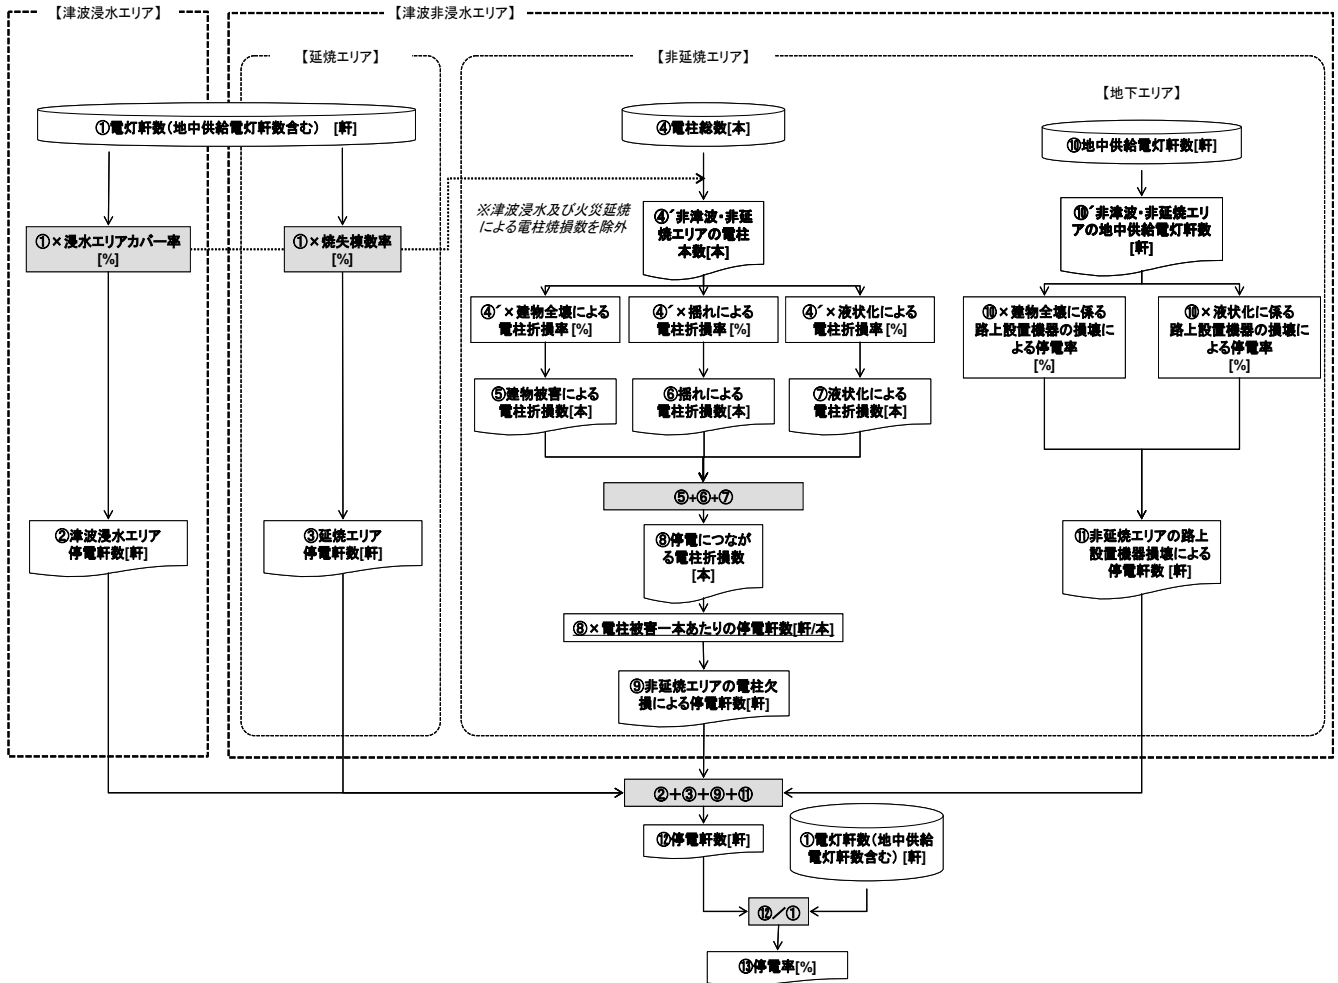 【津波浸水エリア】
【津波非浸水エリア】
【延焼エリア】
【非延焼エリア】
【地下エリア】
①電灯軒数(地中供給電灯軒数含む) [軒]
④電柱総数[本]
⑩地中供給電灯軒数[軒]
※津波浸水及び火災延焼
による電柱焼損数を除外
④´非津波・非延
焼エリアの電柱
本数[本]
⑩´非津波・非延焼エリ
アの地中供給電灯軒数
[軒]
①×浸水エリアカバー率
[%]
①×焼失棟数率
[%]
④´×建物全壊による
電柱折損率[%]
④´×揺れによる
電柱折損率[%]
④´×液状化による
電柱折損率[%]
⑩×建物全壊に係る
路上設置機器の損壊に
よる停電率
[%]
⑩×液状化に係る
路上設置機器の損壊に
よる停電率
[%]
⑤建物被害による
電柱折損数[本]
⑥揺れによる
電柱折損数[本]
⑦液状化による
電柱折損数[本]
⑤+⑥+⑦
②津波浸水エリア
停電軒数[軒]
③延焼エリア
停電軒数[軒]
⑧停電につなが
る電柱折損数
[本]
⑪非延焼エリアの路上
設置機器損壊による
停電軒数 [軒]
⑧×電柱被害一本あたりの停電軒数[軒/本]
⑨非延焼エリアの電柱欠
損による停電軒数[軒]
②+③+⑨+⑪
⑫停電軒数[軒]
①電灯軒数(地中供給
電灯軒数含む) [軒]
⑫/①
⑬停電率[%]